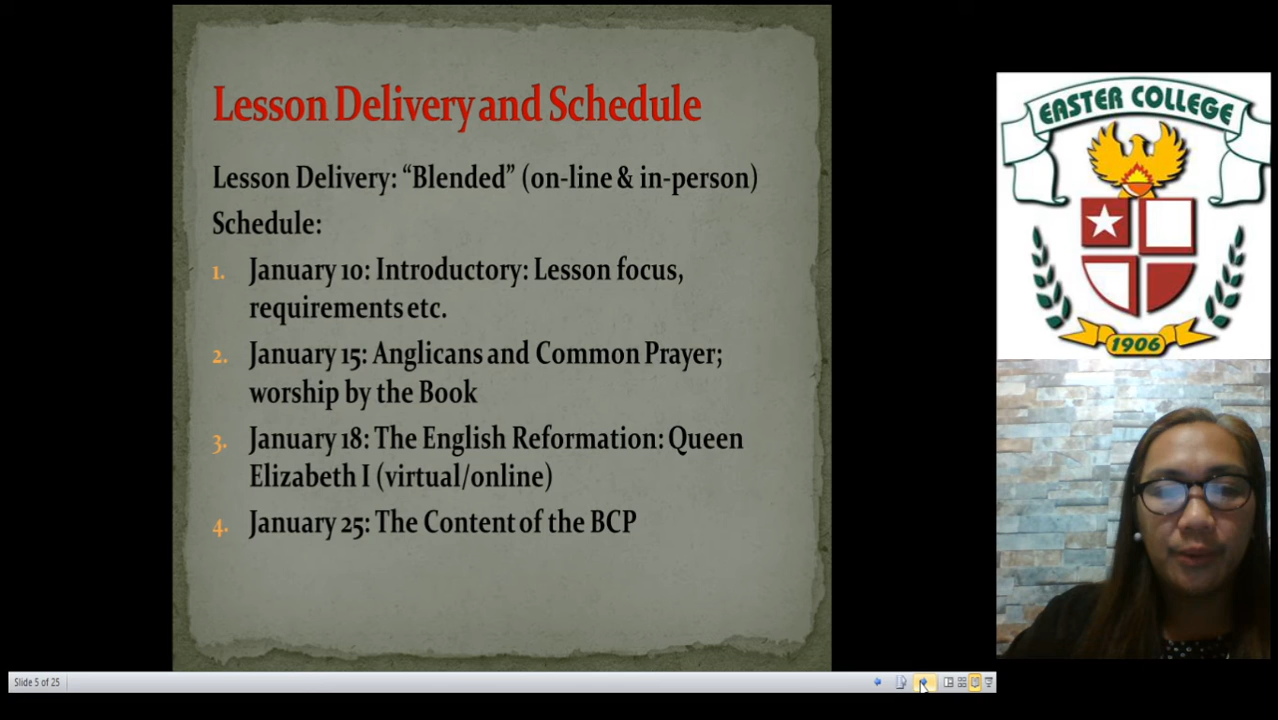 Lesson Delivery and Schedule
Lesson Delivery: “Blended” (on-line & in-person)
Schedule:
1. January 10: Introductory: Lesson focus,
requirements etc.
2. January 15: Anglicans and Common Prayer;
worship by the Book
3. January 18: The English Reformation: Queen
Elizabeth I (virtual/online)
4. January 25: The Content of the BCP
Slide 5 of 25
EASTER COLLEGE
1906